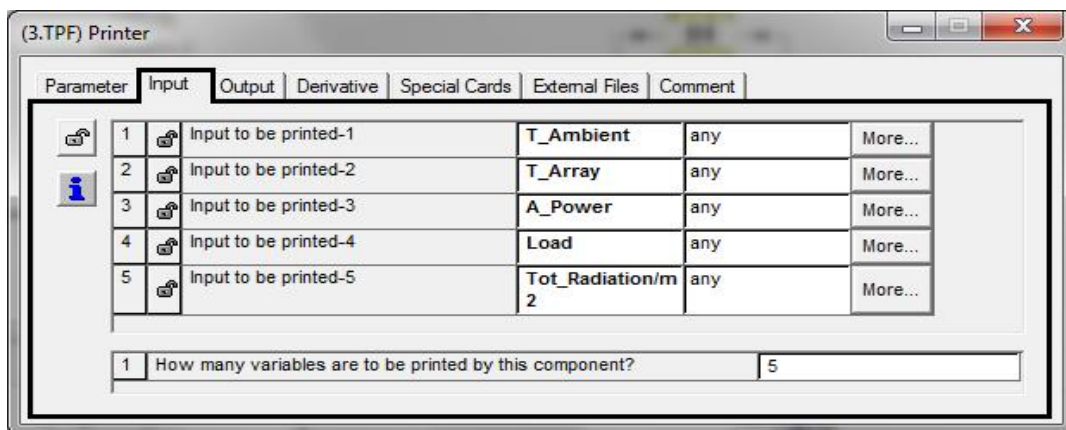 (3.TPF) Printer
Parameter Input Output Derivative Special Cards External Files Comment
1 Input to be printed-1 T_Ambient any More...
2 Input to be printed-2 T_Array any More...
3 Input to be printed-3 A_Power any More...
4 Input to be printed-4 Load any More...
5 Input to be printed-5 Tot_Radiation/m any More...
2
1 How many variables are to be printed by this component? 5